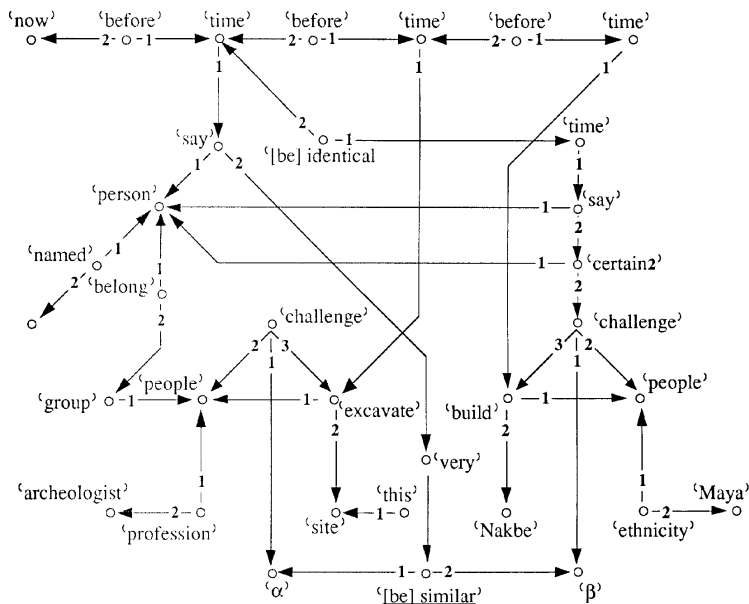 ‘now’ ‘before’ ‘time’ ‘before’ ‘time’ ‘before’ ‘time’
2 1 2 1 2 1
1 1 1
2
‘say’ ‘[be] identical’ 1 ‘time’
1 2 1
‘person’ 1 ‘say’
1 2
‘named’ 1 1 ‘certain2’
2 ‘belong’ 2
2 ‘challenge’ ‘challenge’
2 1 3 3 1 2
‘group’ 1 ‘people’ 1 ‘excavate’ ‘build’ 1 ‘people’
2 2
‘very’
1 1
‘archeologist’ 2 ‘this’ 2 ‘Maya’
‘profession’ ‘site’ 1 ‘Nakbe’ ‘ethnicity’
1 2
‘α’ ‘[be] similar’ ‘β’